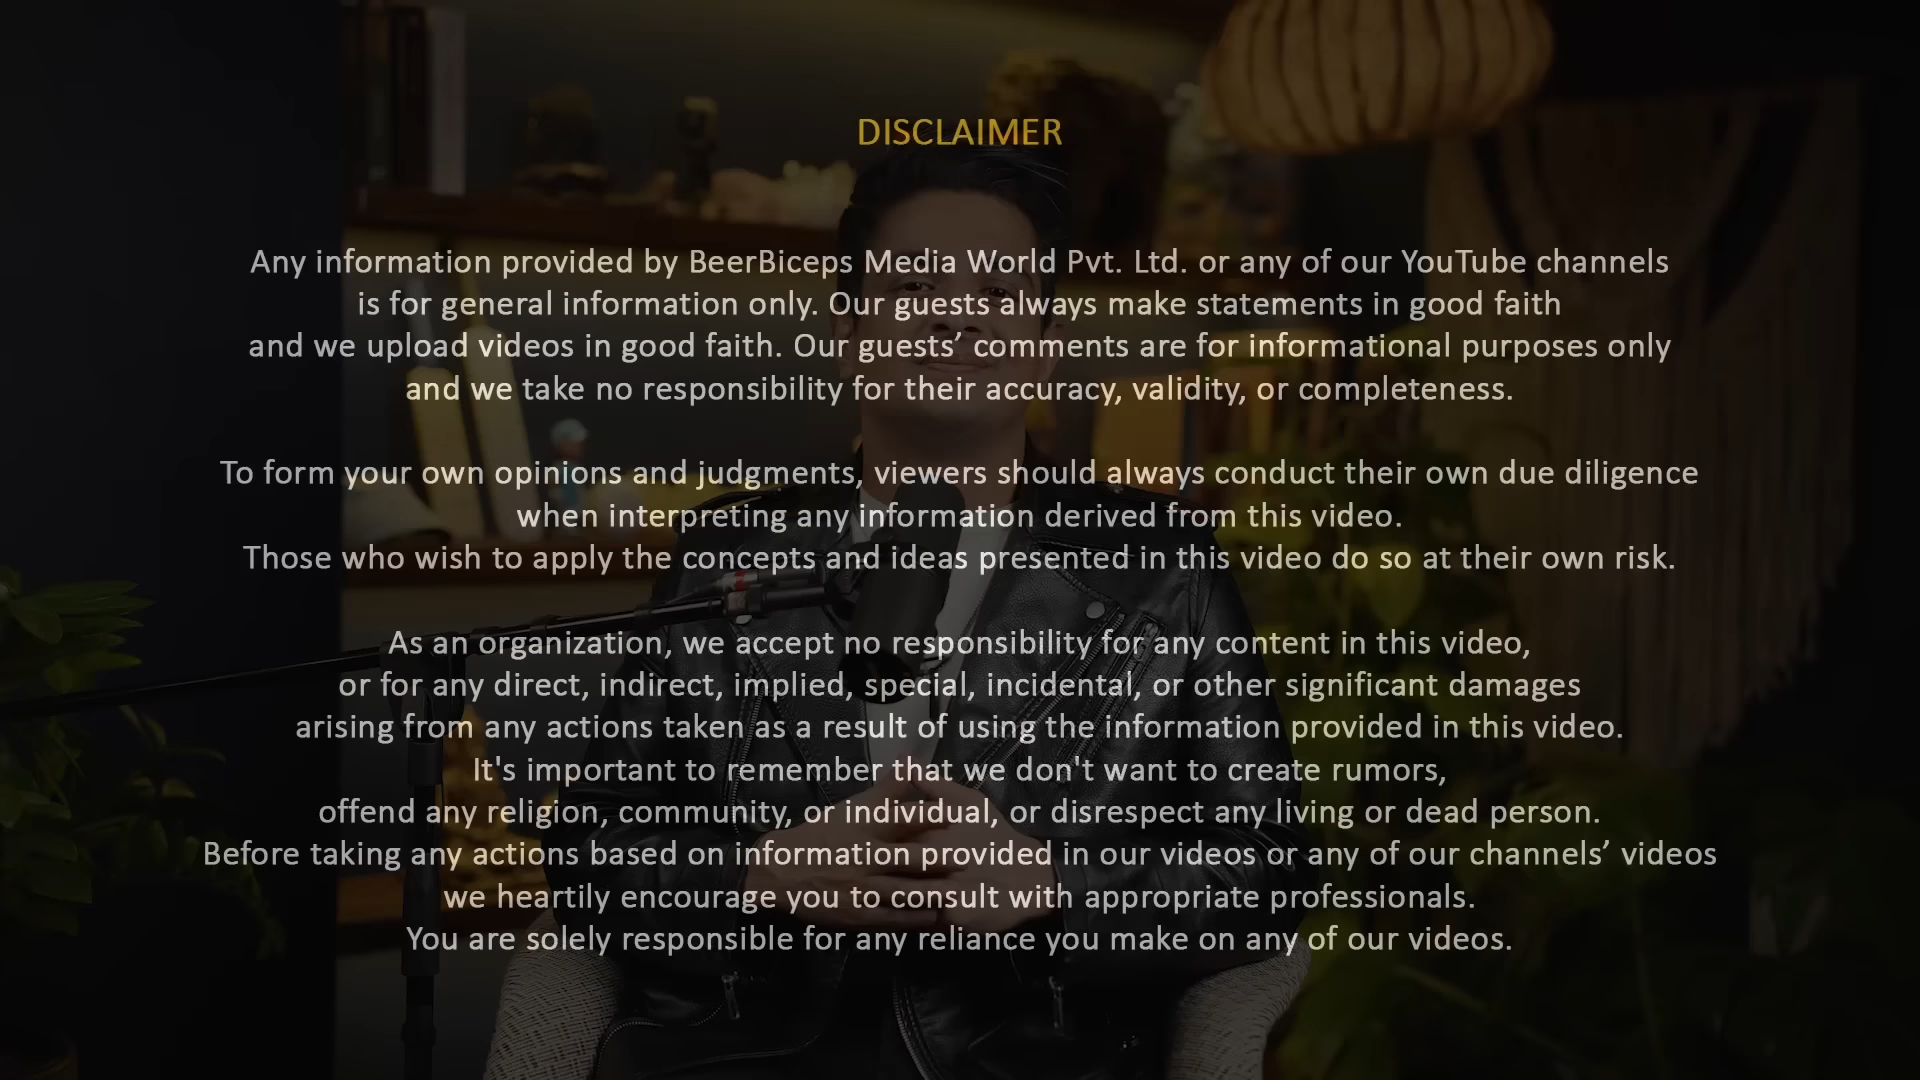 DISCLAIMER
Any information provided by BeerBiceps Media World Pvt. Ltd. or any of our YouTube channels
is for general information only. Our guests always make statements in good faith
and we upload videos in good faith. Our guests’ comments are for informational purposes only
and we take no responsibility for their accuracy, validity, or completeness.
To form your own opinions and judgments, viewers should always conduct their own due diligence
when interpreting any information derived from this video.
Those who wish to apply the concepts and ideas presented in this video do so at their own risk.
As an organization, we accept no responsibility for any content in this video,
or for any direct, indirect, implied, special, incidental, or other significant damages
arising from any actions taken as a result of using the information provided in this video.
It's important to remember that we don't want to create rumors,
offend any religion, community, or individual, or disrespect any living or dead person.
Before taking any actions based on information provided in our videos or any of our channels’ videos
we heartily encourage you to consult with appropriate professionals.
You are solely responsible for any reliance you make on any of our videos.